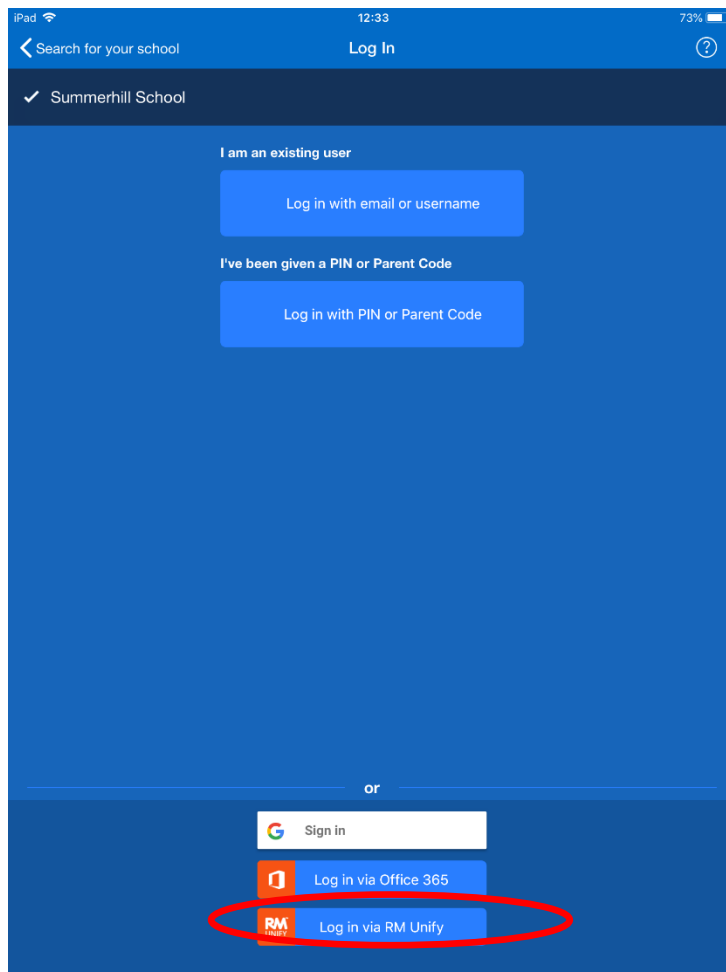 iPad 12:33 73%
Search for your school Log In ?
Summerhill School
I am an existing user
Log in with email or username
I've been given a PIN or Parent Code
Log in with PIN or Parent Code
or
G Sign in
Log in via Office 365
RM UNIFY Log in via RM Unify